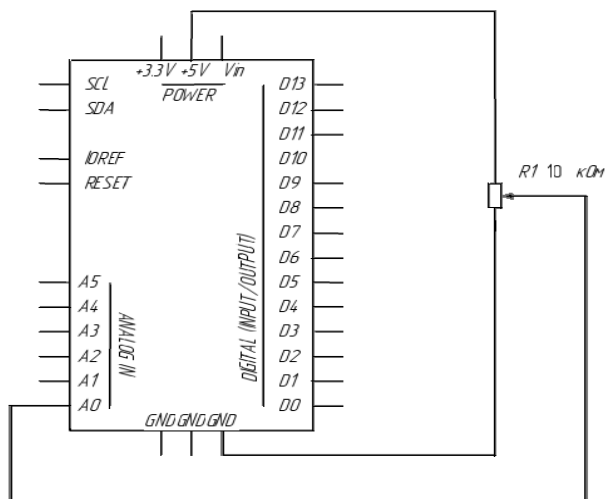 +3.3V +5V Vin
POWER
SCL
SDA
IOREF
RESET
A5
A4
A3
A2
A1
A0
ANALOG IN
GND GND GND
D13
D12
D11
D10
D9
D8
D7
D6
D5
D4
D3
D2
D1
D0
DIGITAL (INPUT/OUTPUT)
R1 10 кОм